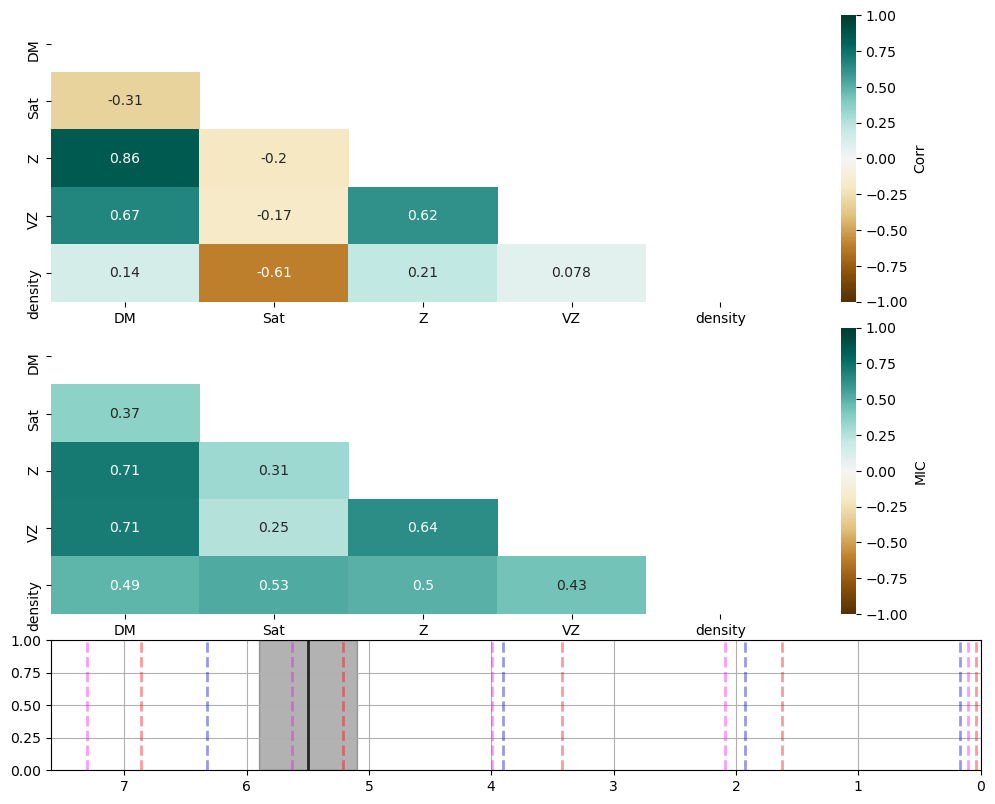 DM
Sat
Z
VZ
density
-0.31
0.86
-0.2
0.67
-0.17
0.62
0.14
-0.61
0.21
0.078
DM Sat Z VZ density
1.00
0.75
0.50
0.25
0.00
−0.25
−0.50
−0.75
−1.00
Corr
DM
Sat
Z
VZ
density
0.37
0.71
0.31
0.71
0.25
0.64
0.49
0.53
0.5
0.43
DM Sat Z VZ density
1.00
0.75
0.50
0.25
0.00
−0.25
−0.50
−0.75
−1.00
MIC
1.00
0.75
0.50
0.25
0.00
7 6 5 4 3 2 1 0